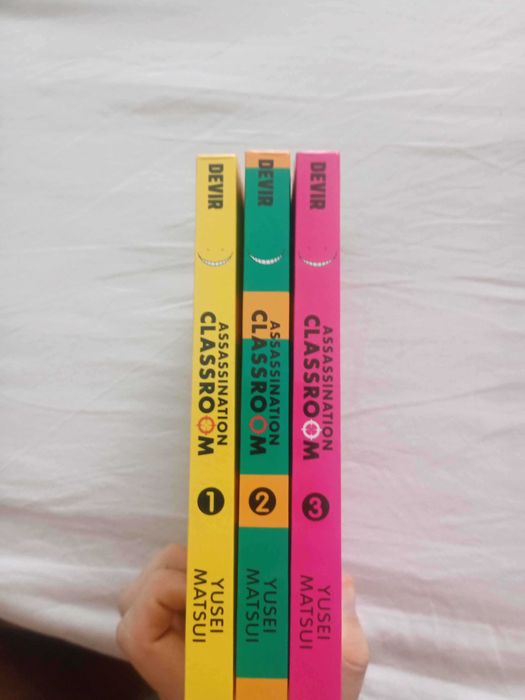 DEVIR
ASSASSINATION
CLASSROOM
1
YUSEI
MATSUI
DEVIR
ASSASSINATION
CLASSROOM
2
YUSEI
MATSUI
DEVIR
ASSASSINATION
CLASSROOM
3
YUSEI
MATSUI